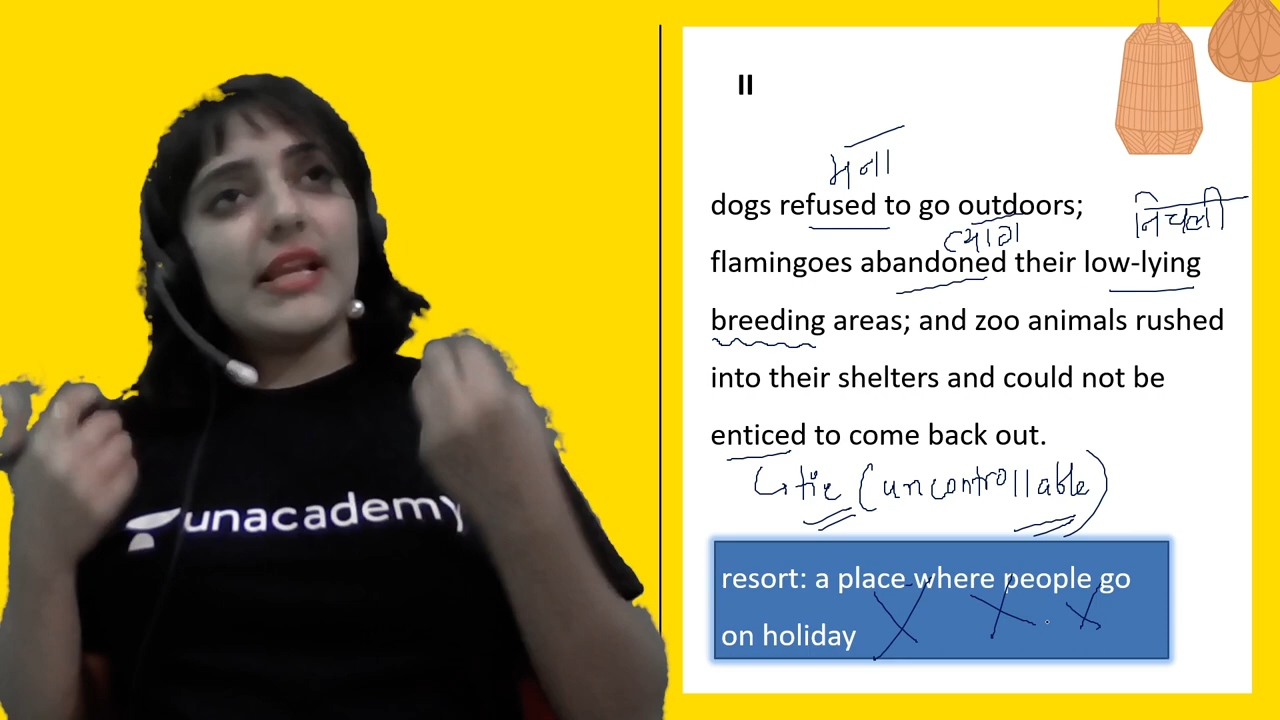 II
मना
dogs refused to go outdoors;
निचली
त्यागा
flamingoes abandoned their low-lying
breeding areas; and zoo animals rushed
into their shelters and could not be
enticed to come back out.
tie (uncontrollable)
resort: a place where people go
on holiday
unacademy